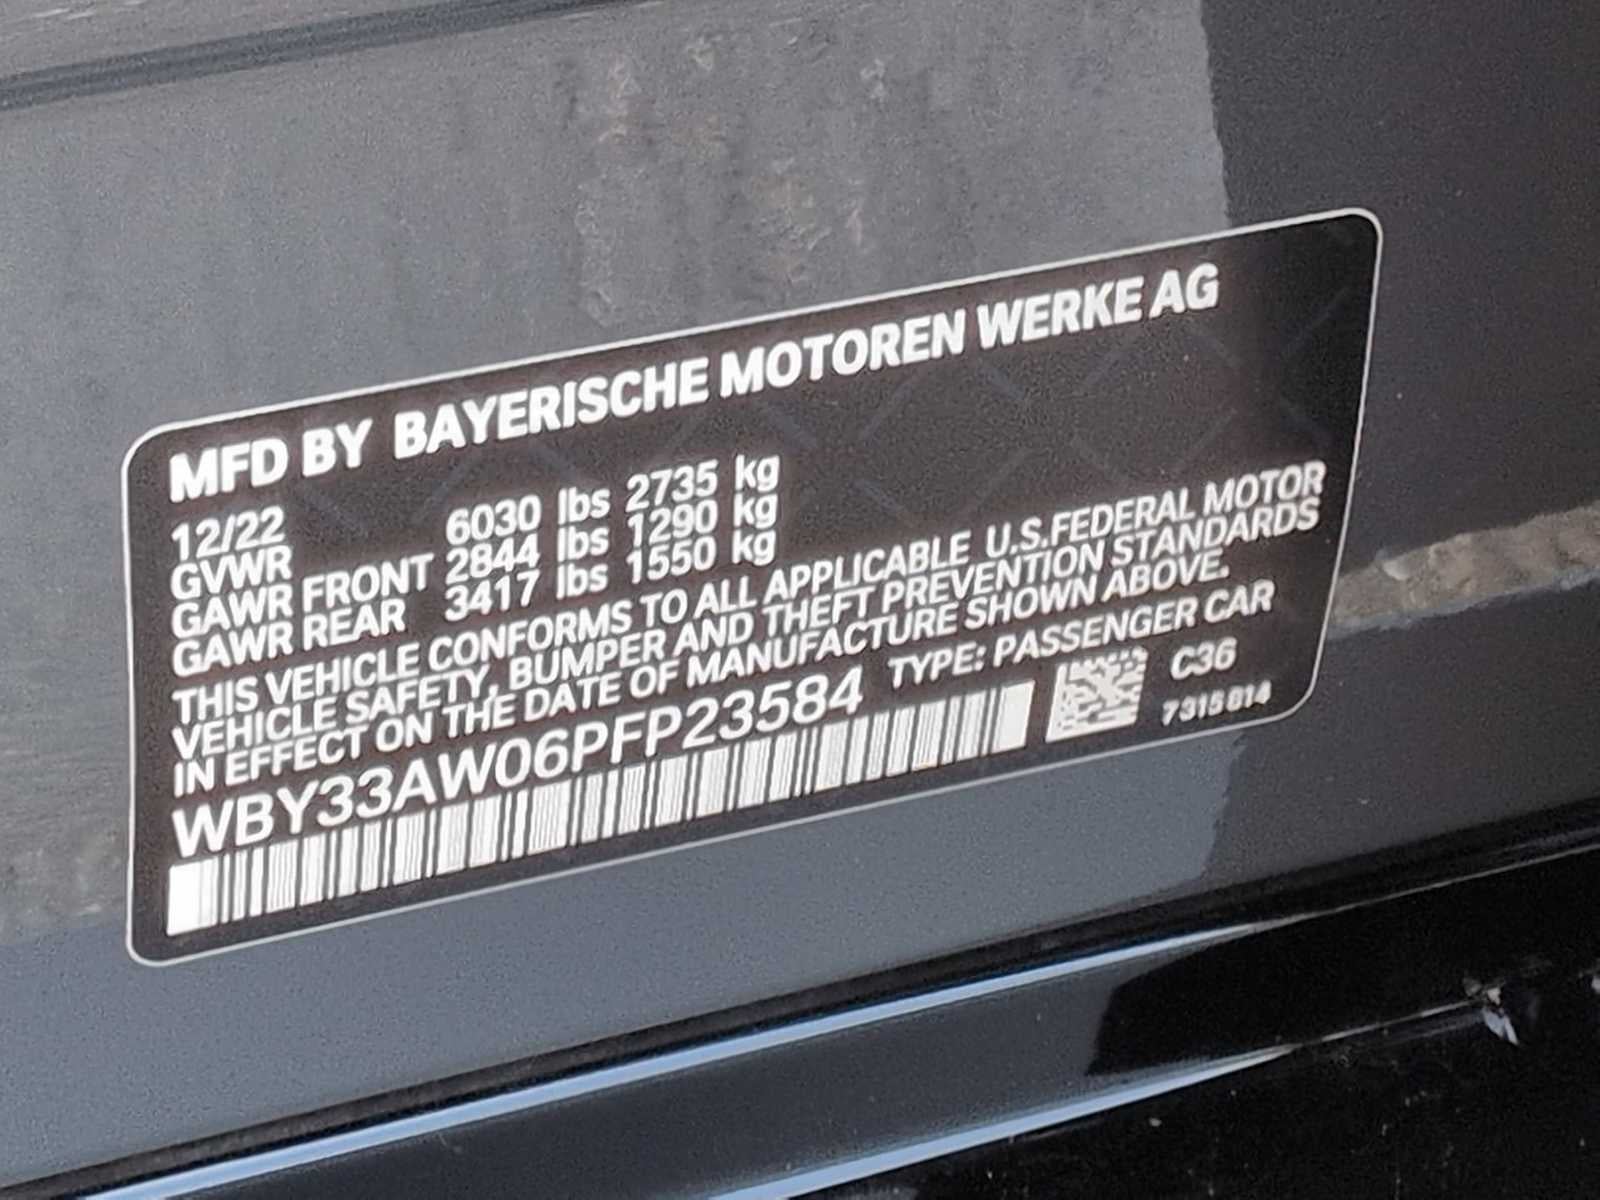 MFD BY BAYERISCHE MOTOREN WERKE AG
12/22
GVWR 6030 lbs 2735 kg
GAWR FRONT 2844 lbs 1290 kg
GAWR REAR 3417 lbs 1550 kg
THIS VEHICLE CONFORMS TO ALL APPLICABLE U.S.FEDERAL MOTOR
VEHICLE SAFETY, BUMPER AND THEFT PREVENTION STANDARDS
IN EFFECT ON THE DATE OF MANUFACTURE SHOWN ABOVE.
WBY33AW06PFP23584 TYPE: PASSENGER CAR
C36
7315814